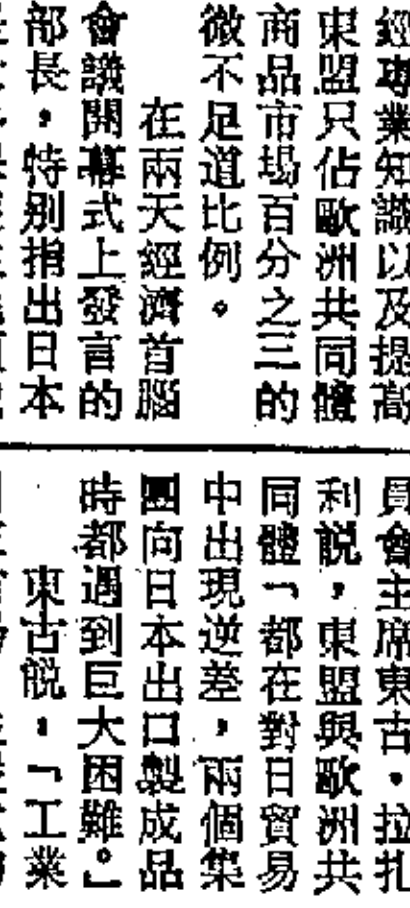 經專業知識以及提高
東盟只佔歐洲共同體
商品市場百分之三的
微不足道比例。
在兩天經濟首腦
會議開幕式上發言的
部長，特別指出日本
員會主席東古・拉扎
利說，東盟與歐洲共
同體「都在對日貿易
中出現逆差，兩個集
團向日本出口製成品
時都遇到巨大困難。」
東古說，「工業